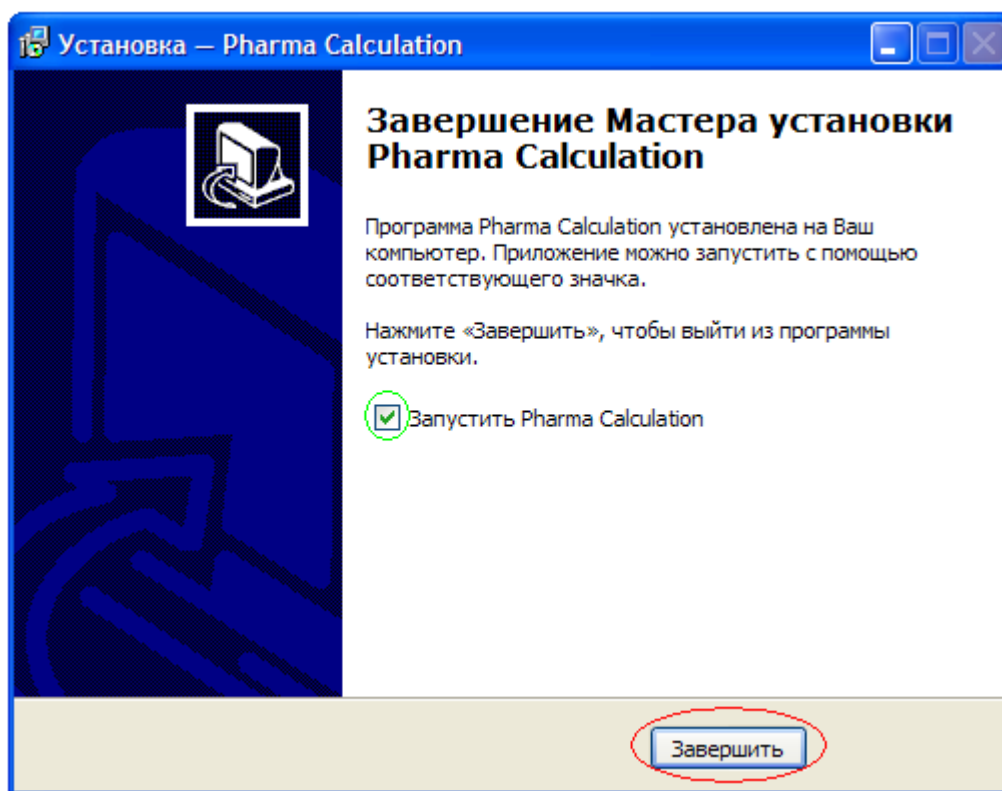 Установка — Pharma Calculation
Завершение Мастера установки
Pharma Calculation
Программа Pharma Calculation установлена на Ваш
компьютер. Приложение можно запустить с помощью
соответствующего значка.
Нажмите «Завершить», чтобы выйти из программы
установки.
Запустить Pharma Calculation
Завершить